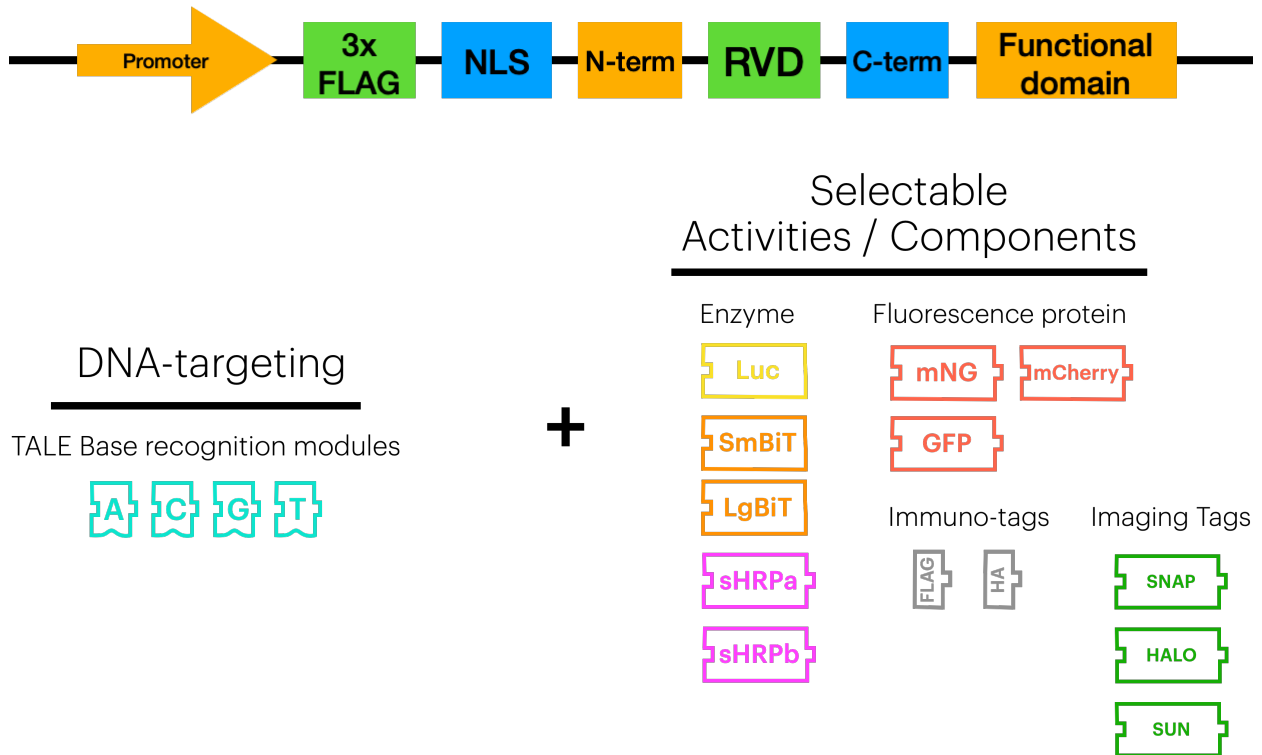 Promoter
3x
FLAG
NLS
N-term
RVD
C-term
Functional
domain
Selectable
Activities / Components
DNA-targeting
TALE Base recognition modules
A C G T
+
Enzyme
Luc
SmBiT
LgBiT
sHRPa
sHRPb
Fluorescence protein
mNG
mCherry
GFP
Immuno-tags
FLAG
HA
Imaging Tags
SNAP
HALO
SUN